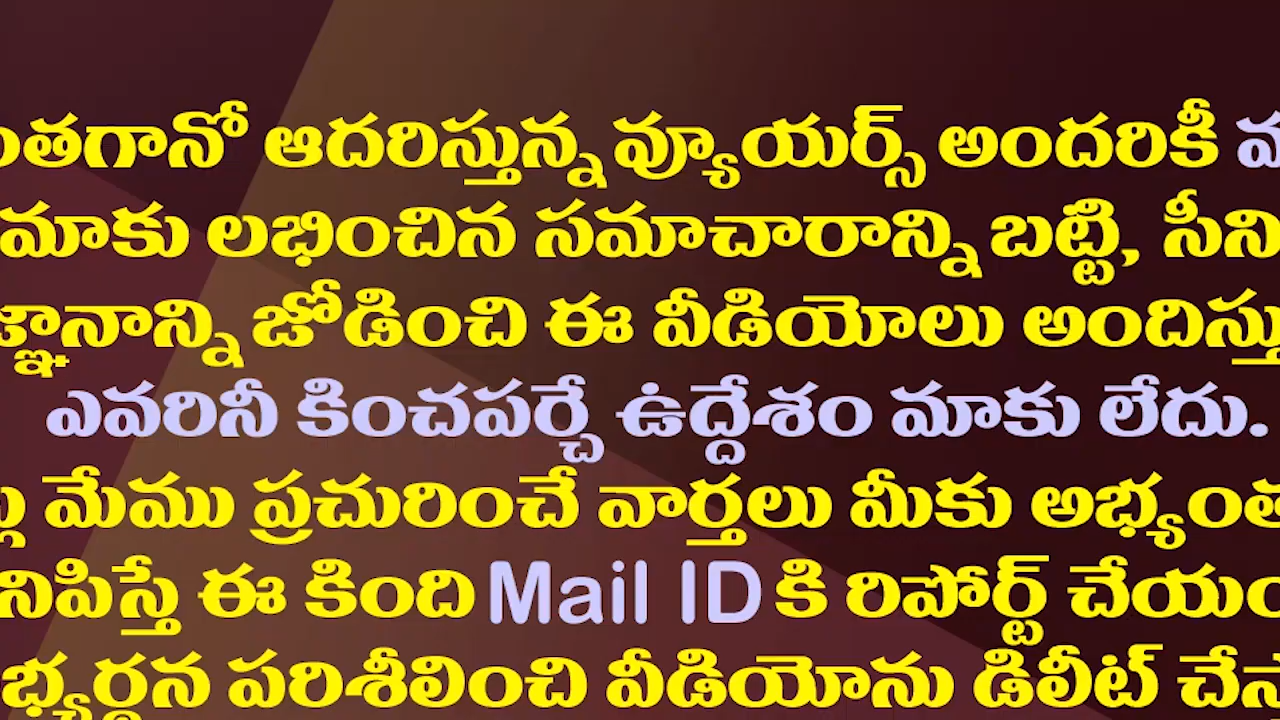 ఆదరిస్తున్న వ్యూయర్స్ అందరికీ
మాకు లభించిన సమాచారాన్ని బట్టి,
జోడించి ఈ వీడియోలు
ఎవరినీ కించపర్చే ఉద్దేశం మాకు లేదు.
మేము ప్రచురించే వార్తలు మీకు
ఈ కింది Mail ID కి రిపోర్ట్
పరిశీలించి వీడియోను డిలీట్